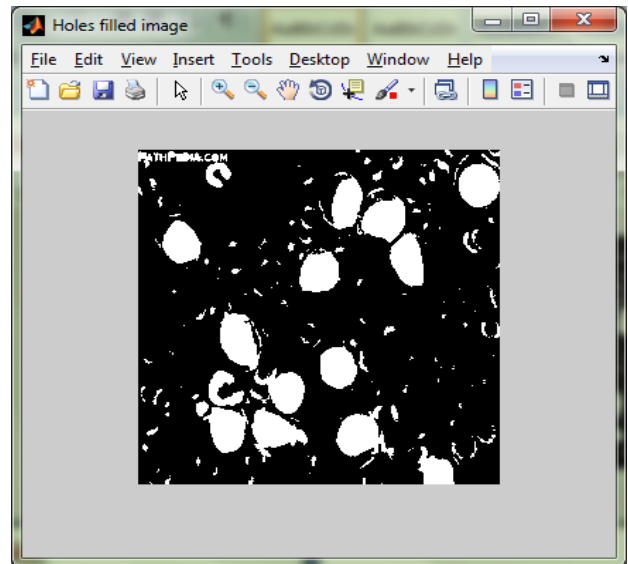 Holes filled image
File Edit View Insert Tools Desktop Window Help
MATHPEDIA.COM